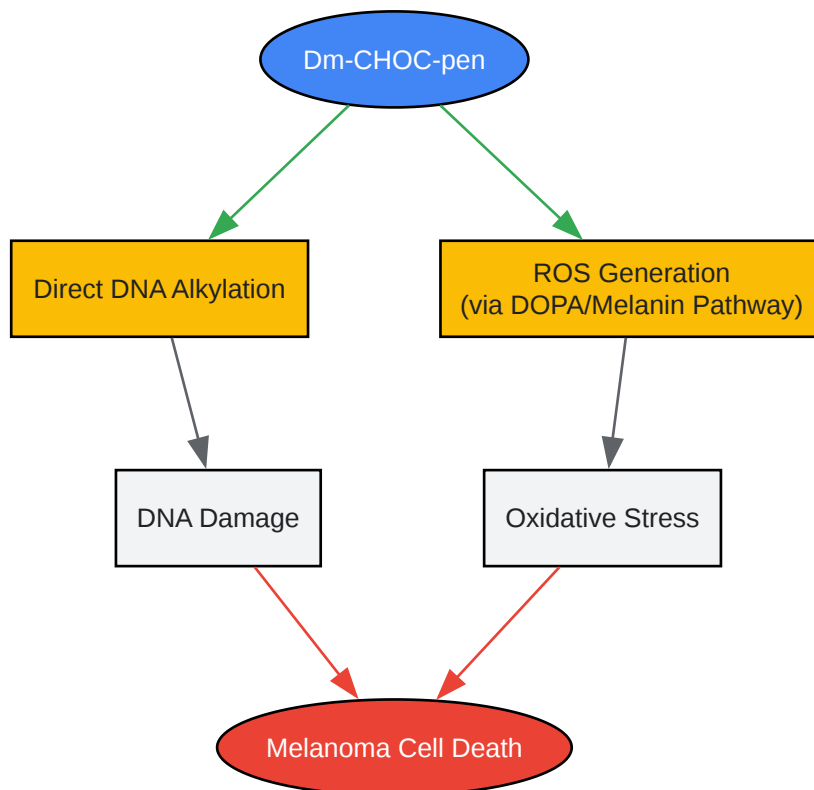 Dm-CHOC-pen
Direct DNA Alkylation
ROS Generation
(via DOPA/Melanin Pathway)
DNA Damage
Oxidative Stress
Melanoma Cell Death